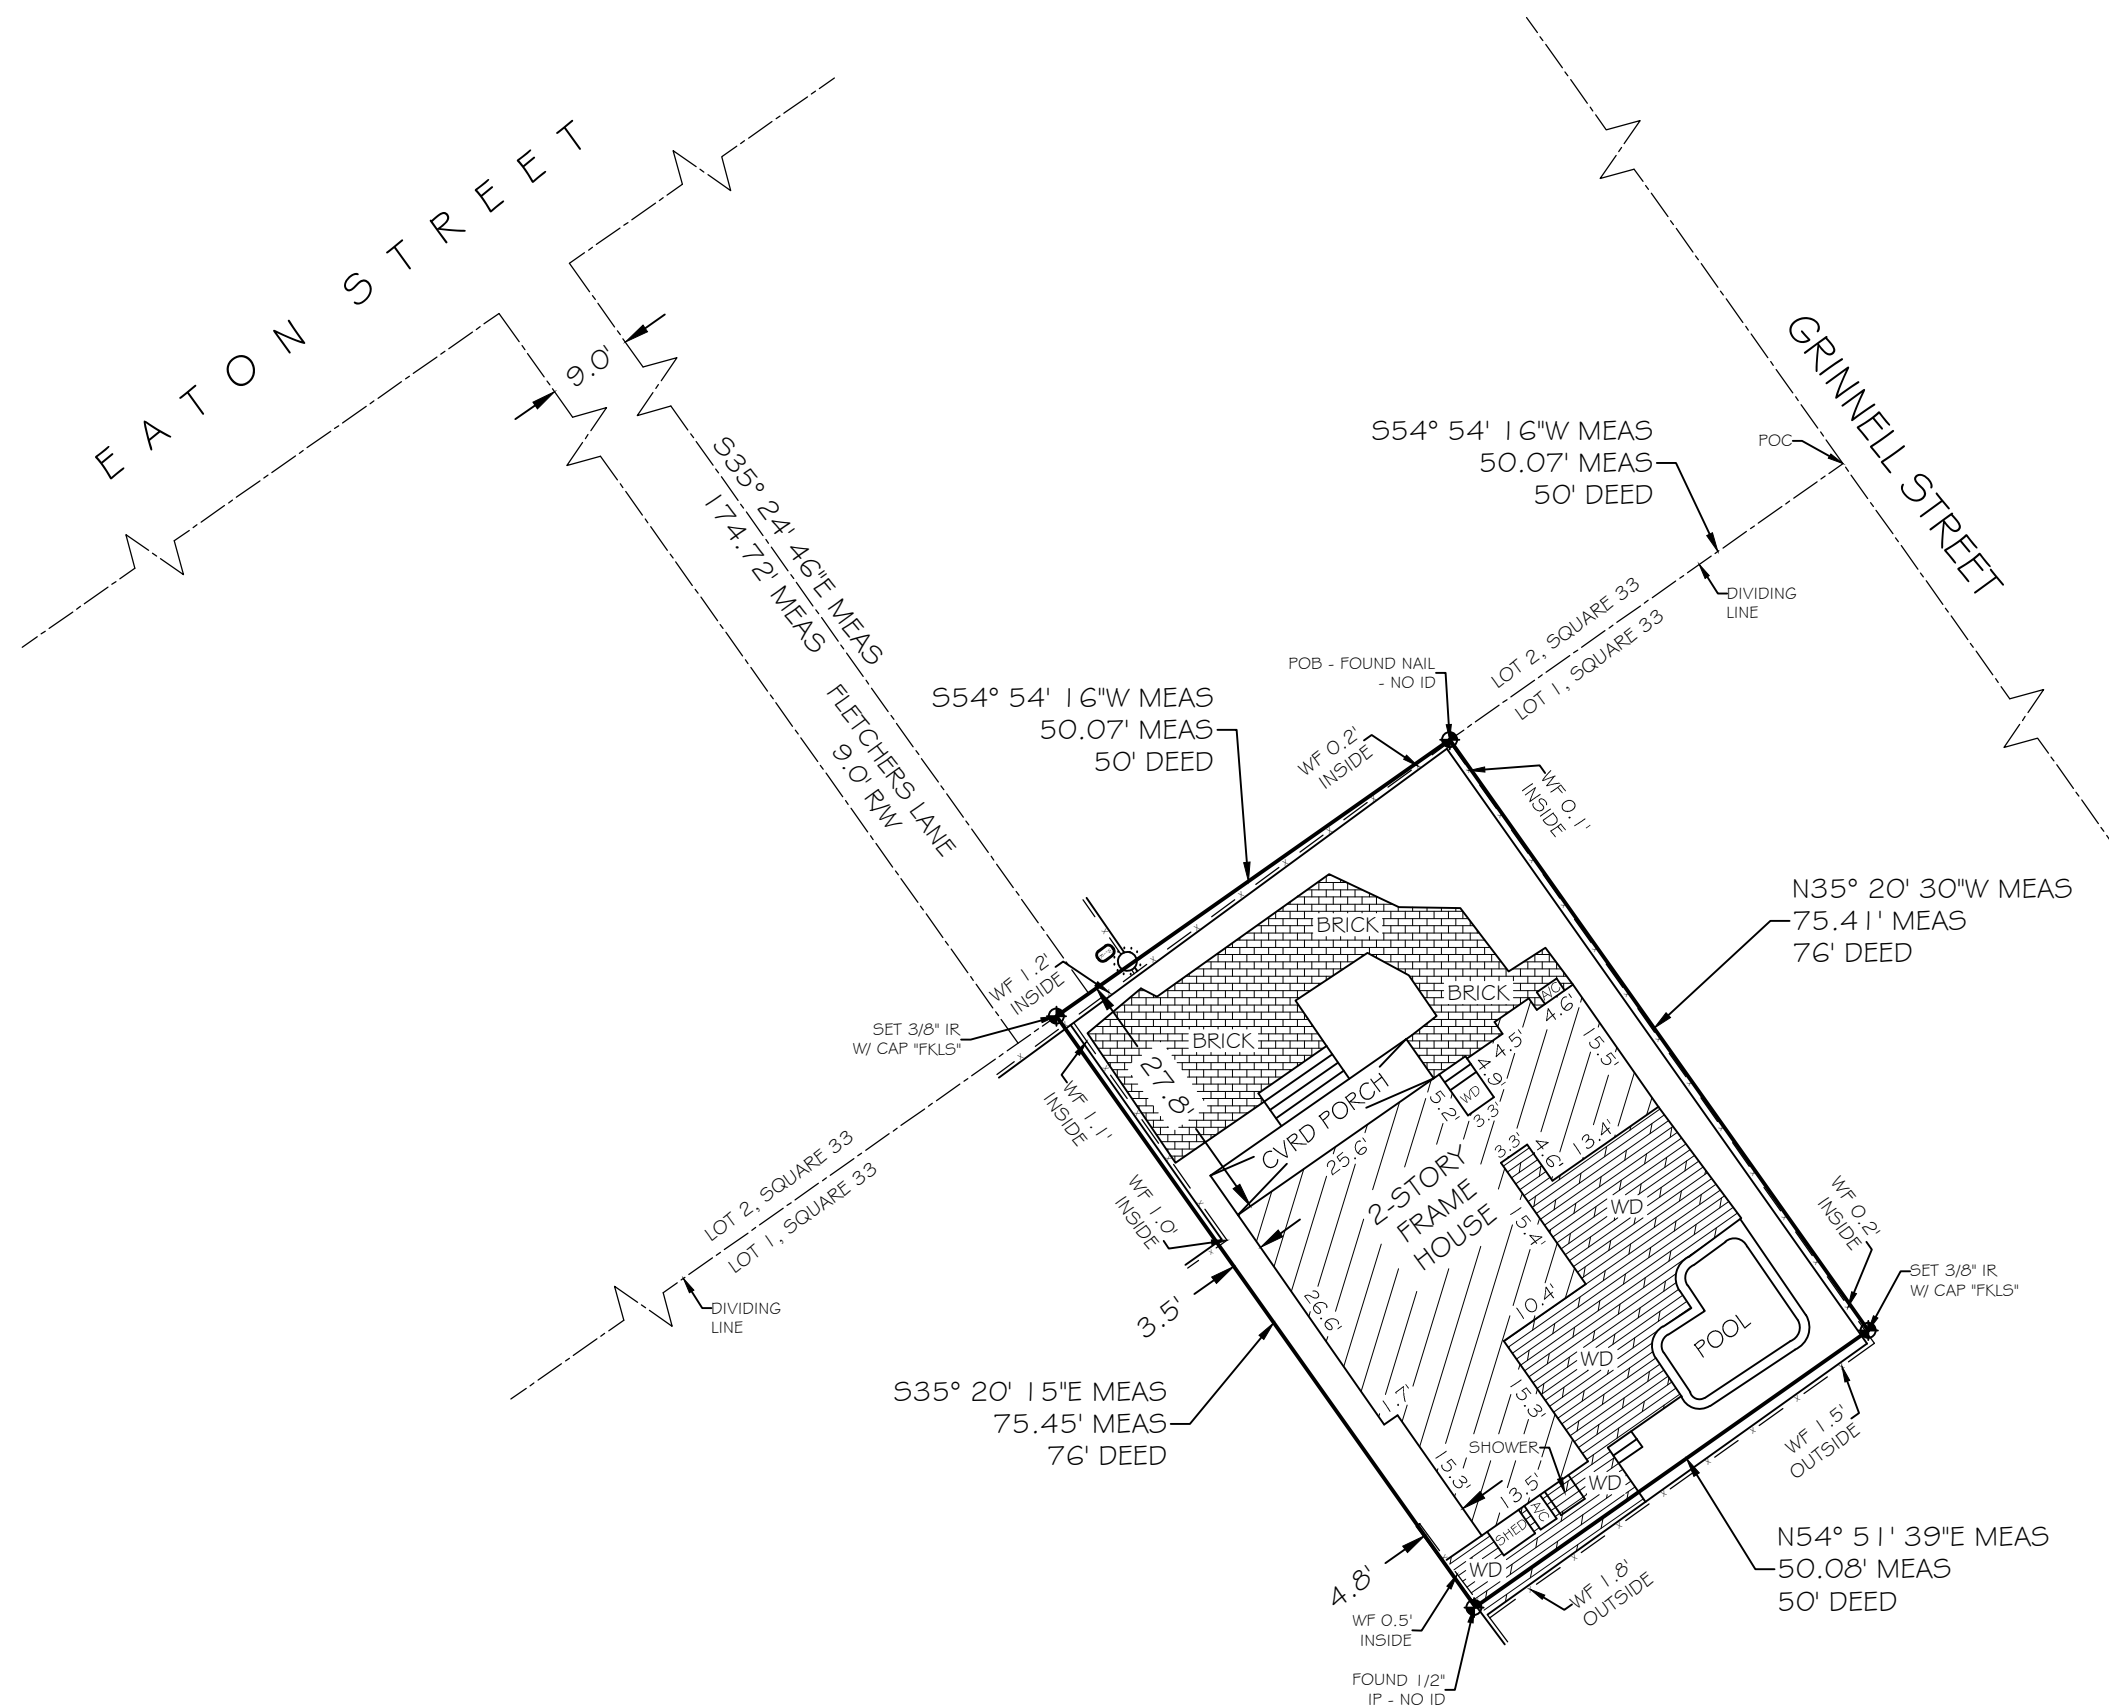 EATON STREET
9.0'
S35° 24' 46"E MEAS
174.72' MEAS
FLETCHERS LANE
9.0' R/W
GRINNELL STREET
S54° 54' 16"W MEAS
50.07' MEAS
50' DEED
POC
DIVIDING
LINE
LOT 2, SQUARE 33
LOT 1, SQUARE 33
POB - FOUND NAIL
- NO ID
S54° 54' 16"W MEAS
50.07' MEAS
50' DEED
WF 0.2'
INSIDE
WF 0.1'
INSIDE
N35° 20' 30"W MEAS
75.41' MEAS
76' DEED
WF 1.2'
INSIDE
SET 3/8" IR
W/ CAP "FKLS"
WF 1.1'
INSIDE
BRICK
BRICK
BRICK
A/C
4.6'
15.5'
27.8'
CVRD PORCH
4.5'
4.9'
WD
5.2'
3.3'
25.6'
3.3'
4.6'
13.4'
2-STORY
FRAME
HOUSE
WD
15.4'
WF 1.0'
INSIDE
LOT 2, SQUARE 33
LOT 1, SQUARE 33
DIVIDING
LINE
3.5'
26.6'
10.4'
WD
POOL
WF 0.2'
INSIDE
SET 3/8" IR
W/ CAP "FKLS"
S35° 20' 15"E MEAS
75.45' MEAS
76' DEED
1.7'
15.3'
15.3'
SHOWER
13.5'
WD
SHED
A/C
WD
WF 1.5'
OUTSIDE
N54° 51' 39"E MEAS
50.08' MEAS
50' DEED
4.8'
WF 1.8'
OUTSIDE
WF 0.5'
INSIDE
FOUND 1/2"
IP - NO ID